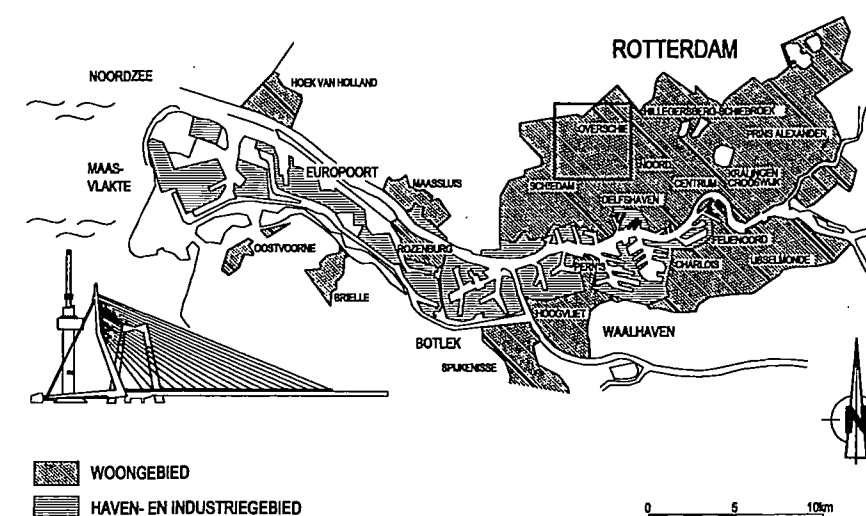 ROTTERDAM
NOORDZEE
HOEK VAN HOLLAND
HILLEGERSBERG-SCHIEBROEK
OVERSCHIE
PRINS ALEXANDER
MAAS-
VLAKTE
EUROPOORT
NOORD
KRALINGEN
CROOSWIJK
MAASSLUIS
SCHIEDAM
CENTRUM
DELFSHAVEN
OOSTVOORNE
ROZENBURG
FEIJENOORD
PERNIS
CHARLOIS
IJSSELMONDE
BRIELLE
HOOGVLIET
WAALHAVEN
BOTLEK
SPIJKENISSE
N
WOONGEBIED
HAVEN- EN INDUSTRIEGEBIED
0 5 10km